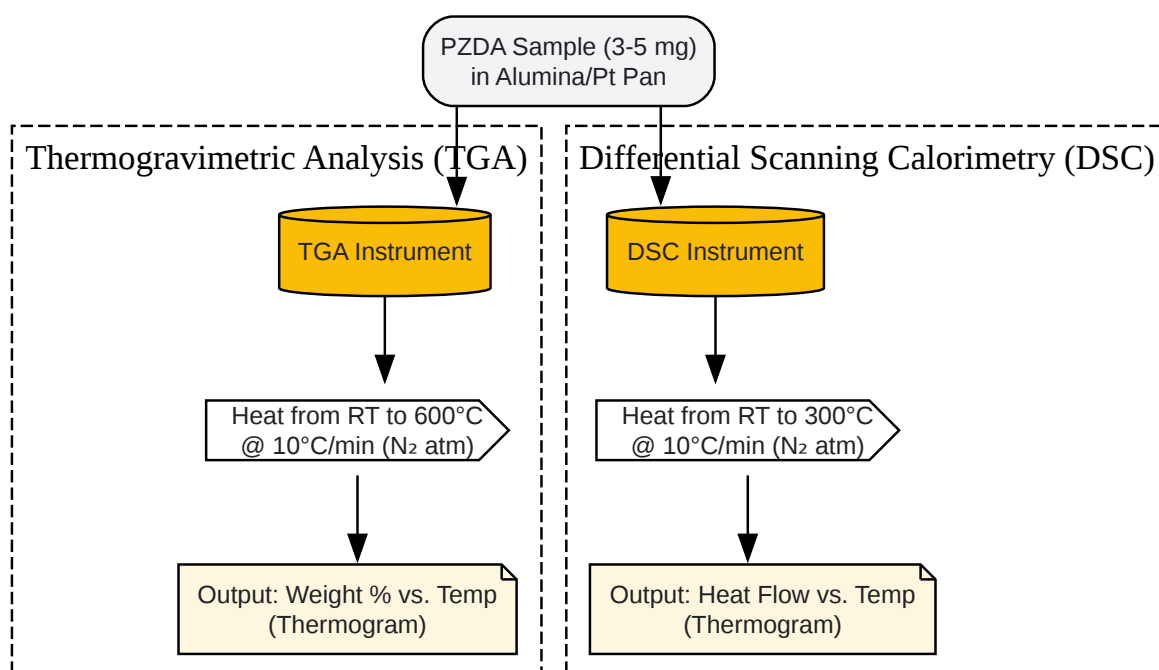 PZDA Sample (3-5 mg)
in Alumina/Pt Pan
Thermogravimetric Analysis (TGA)
TGA Instrument
Heat from RT to 600°C
@ 10°C/min (N₂ atm)
Output: Weight % vs. Temp
(Thermogram)
Differential Scanning Calorimetry (DSC)
DSC Instrument
Heat from RT to 300°C
@ 10°C/min (N₂ atm)
Output: Heat Flow vs. Temp
(Thermogram)